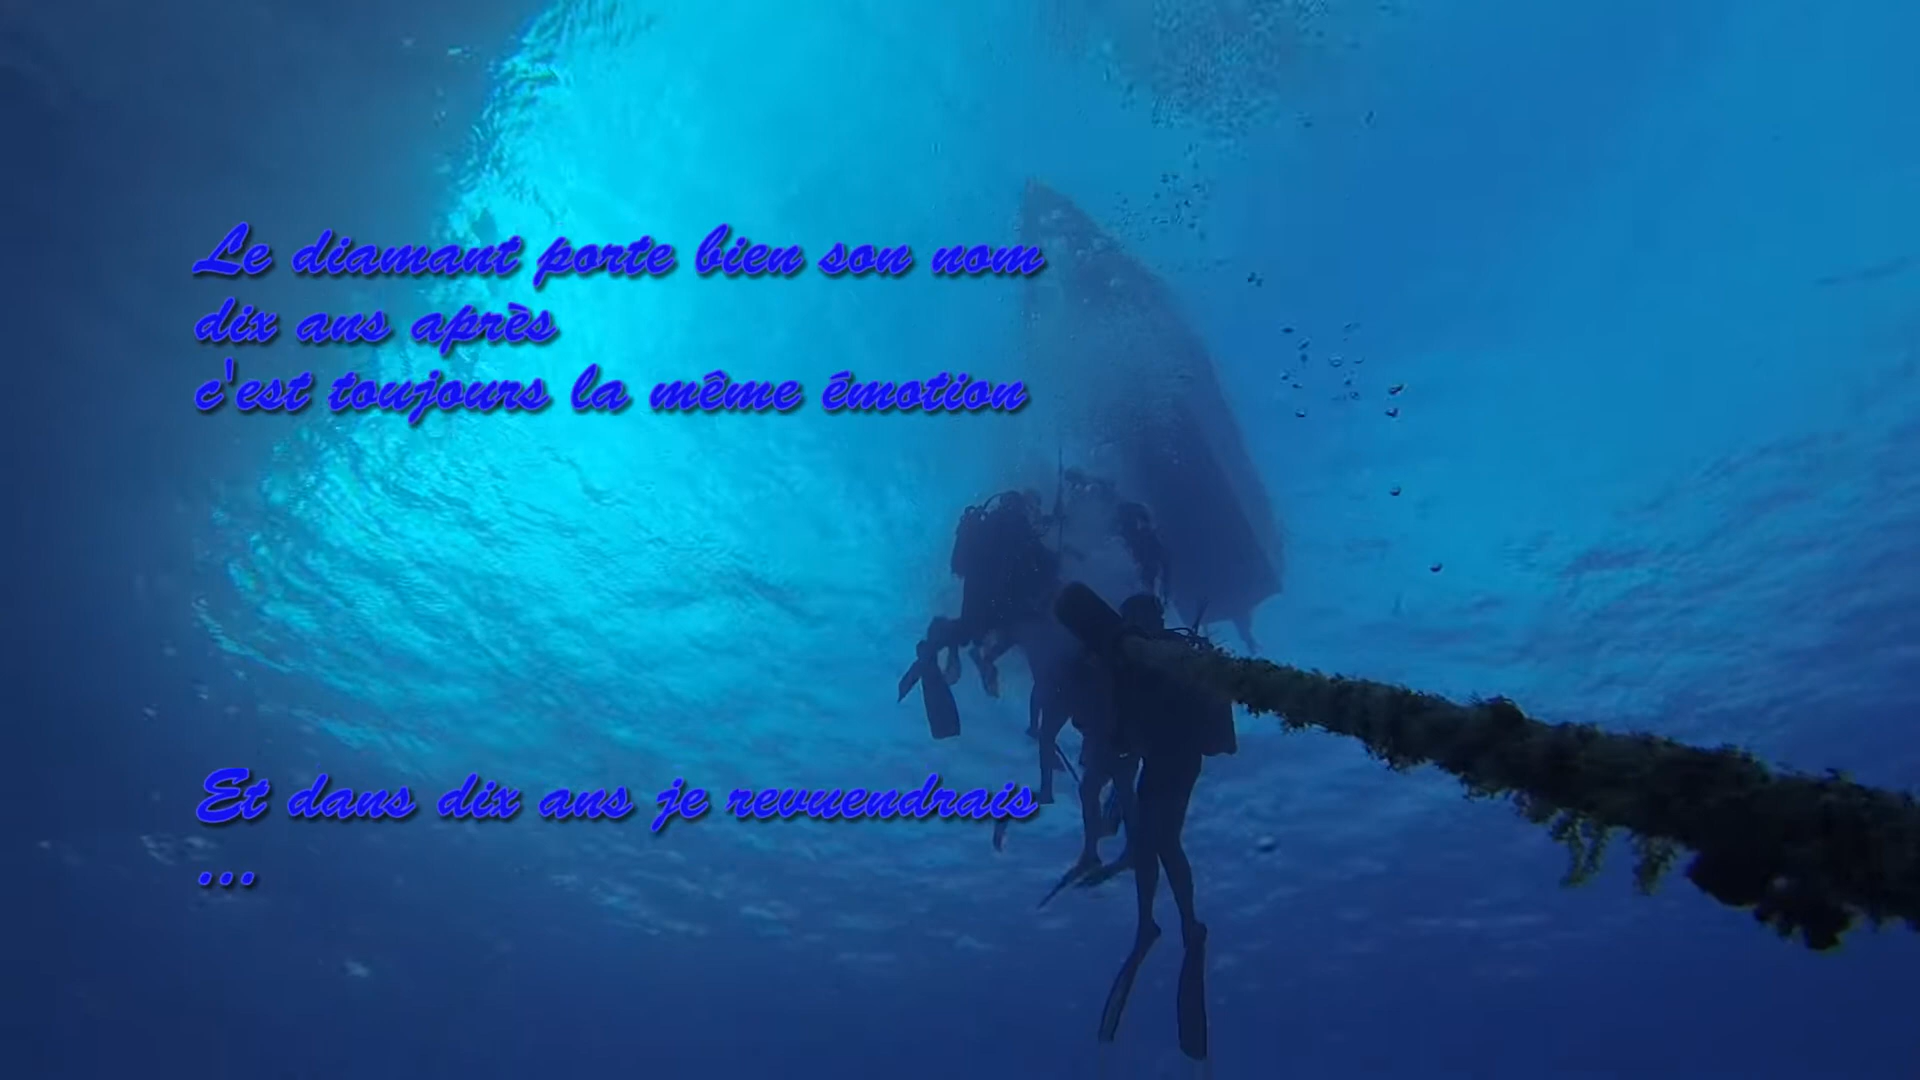 Le diamant porte bien son nom
dix ans après
c'est toujours la même émotion
Et dans dix ans je revuendrais
...